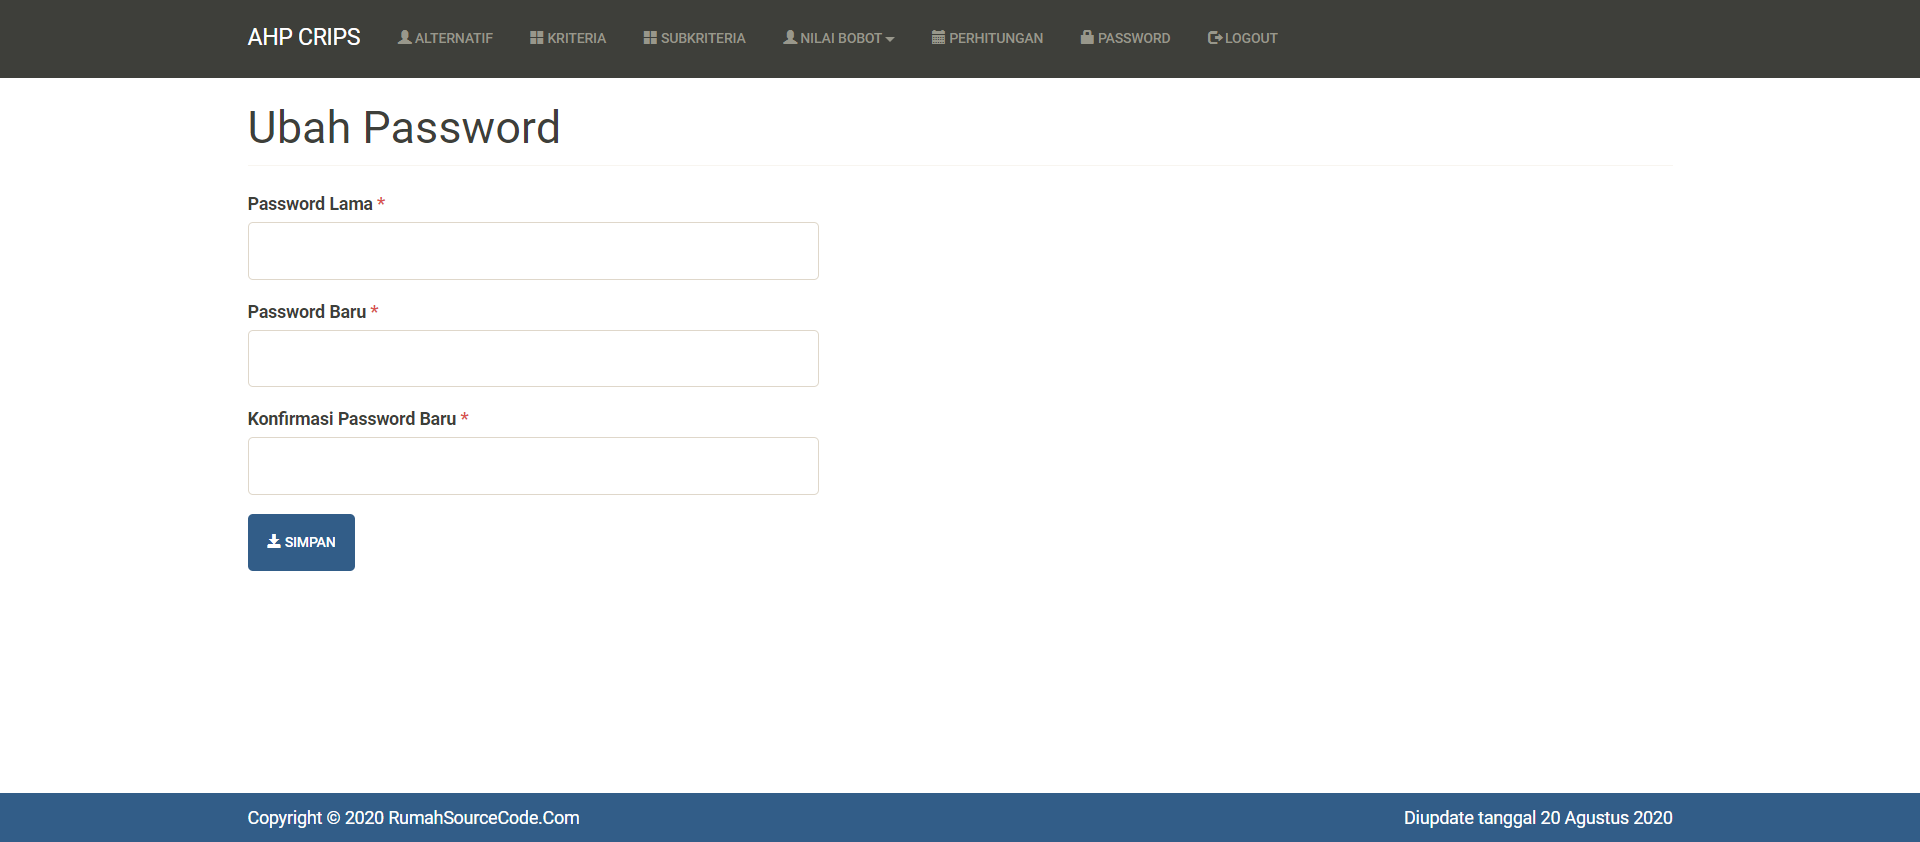 AHP CRIPS ALTERNATIF KRITERIA SUBKRITERIA NILAI BOBOT PERHITUNGAN PASSWORD LOGOUT
Ubah Password
Password Lama *
Password Baru *
Konfirmasi Password Baru *
SIMPAN
Copyright © 2020 RumahSourceCode.Com Diupdate tanggal 20 Agustus 2020